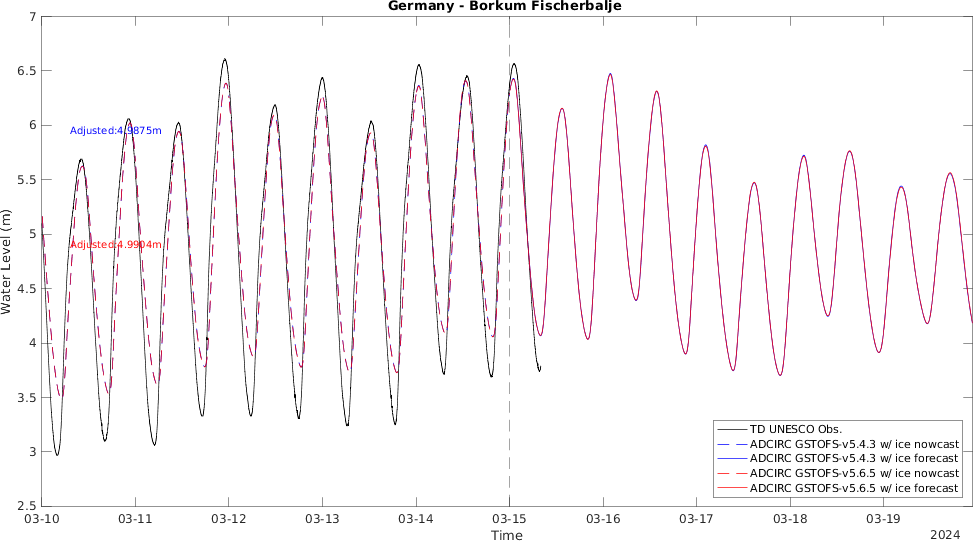 Germany - Borkum Fischerbalje
7
6.5
6
5.5
5
4.5
4
3.5
3
2.5
Water Level (m)
Adjusted:4.9875m
Adjusted:4.9904m
TD UNESCO Obs.
ADCIRC GSTOFS-v5.4.3 w/ ice nowcast
ADCIRC GSTOFS-v5.4.3 w/ ice forecast
ADCIRC GSTOFS-v5.6.5 w/ ice nowcast
ADCIRC GSTOFS-v5.6.5 w/ ice forecast
03-10 03-11 03-12 03-13 03-14 03-15 03-16 03-17 03-18 03-19
Time
2024